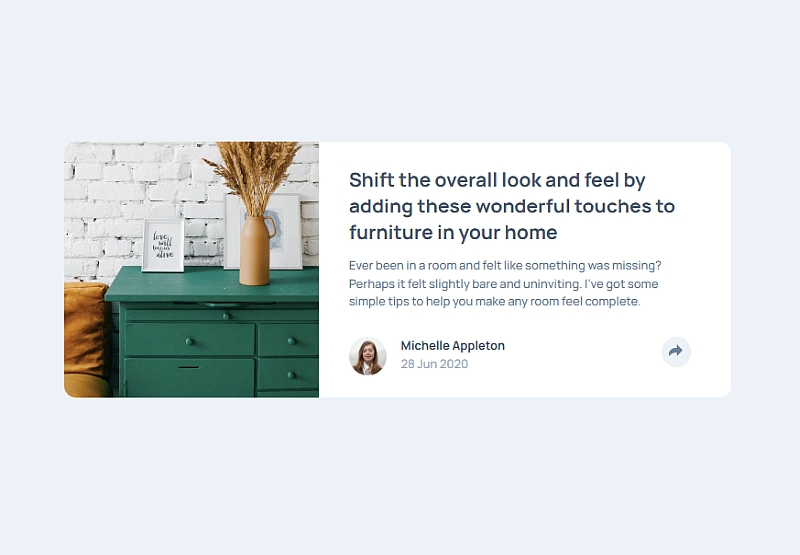 love
will
alive
Shift the overall look and feel by
adding these wonderful touches to
furniture in your home
Ever been in a room and felt like something was missing?
Perhaps it felt slightly bare and uninviting. I've got some
simple tips to help you make any room feel complete.
Michelle Appleton
28 Jun 2020